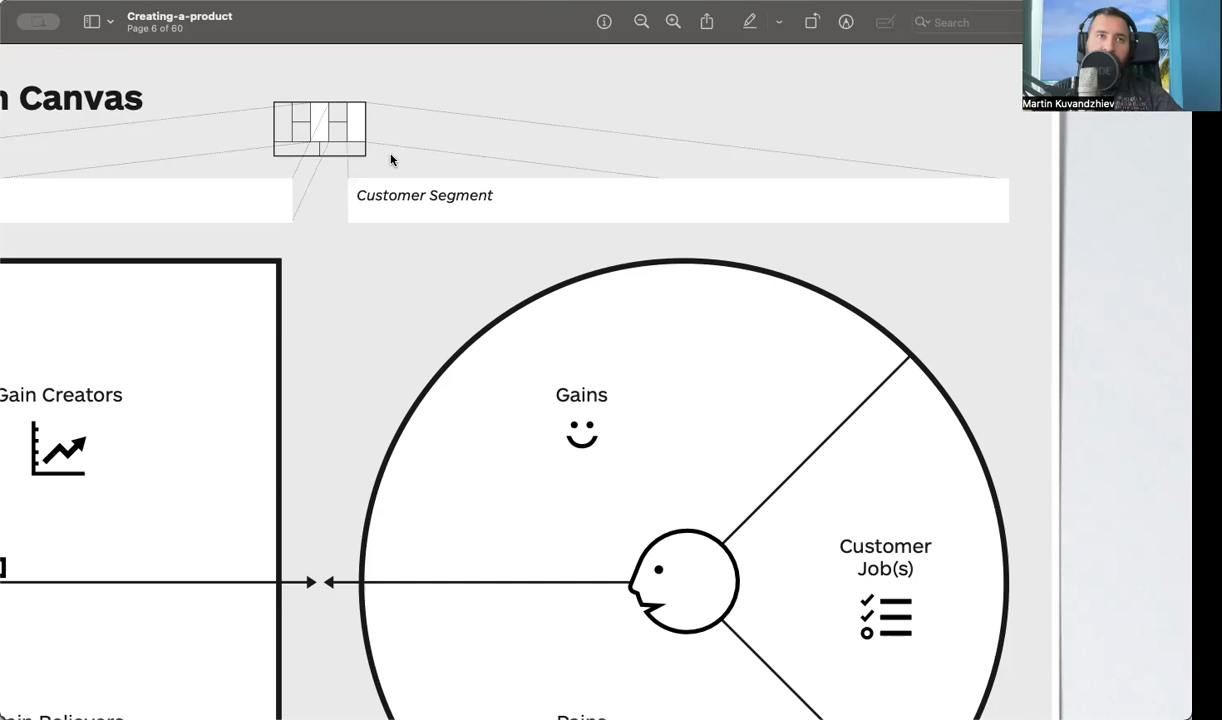 Creating-a-product
Page 6 of 60
Search
Martin Kuvandzhiev
Canvas
Customer Segment
Gain Creators
Gains
Customer
Job(s)